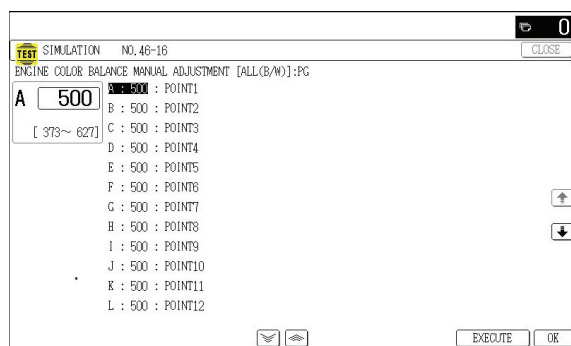 0
TEST SIMULATION NO.46-16 CLOSE
ENGINE COLOR BALANCE MANUAL ADJUSTMENT [ALL(B/W)]:PG
A 500
[ 373~ 627]
A : 500 : POINT1
B : 500 : POINT2
C : 500 : POINT3
D : 500 : POINT4
E : 500 : POINT5
F : 500 : POINT6
G : 500 : POINT7
H : 500 : POINT8
I : 500 : POINT9
J : 500 : POINT10
K : 500 : POINT11
L : 500 : POINT12
EXECUTE OK